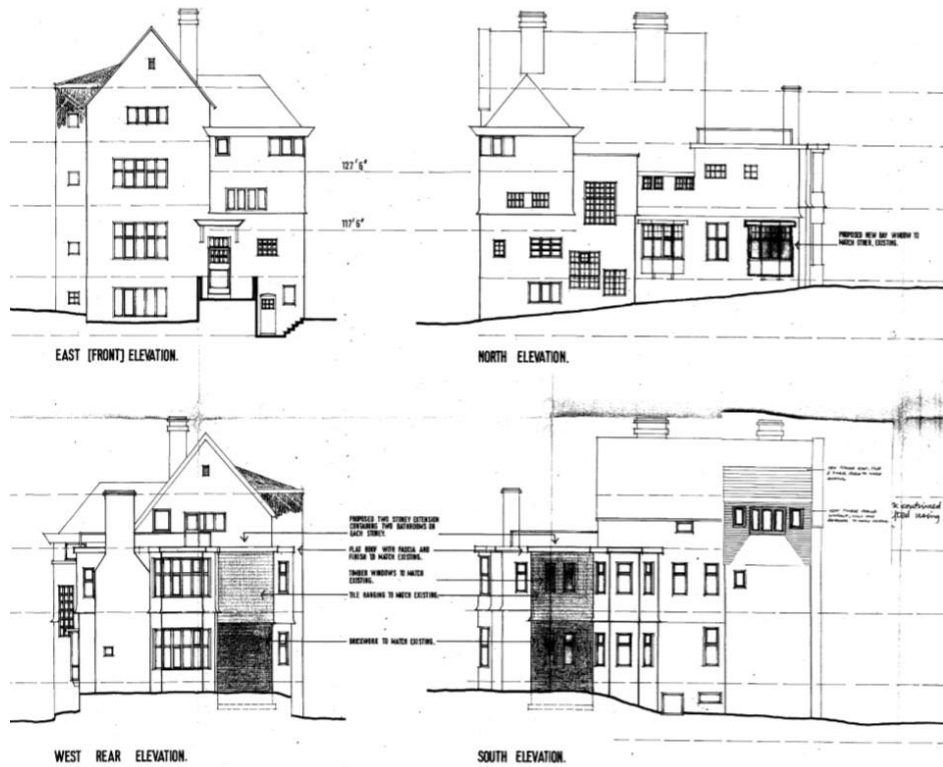 127'6"
117'6"
PROPOSED NEW BAY WINDOW TO
MATCH OTHER, EXISTING.
EAST [FRONT] ELEVATION.
NORTH ELEVATION.
PROPOSED TWO STOREY EXTENSION
CONTAINING TWO BATHROOMS ON
EACH STOREY.
FLAT ROOF WITH FASCIA AND
FINISH TO MATCH EXISTING.
TIMBER WINDOWS TO MATCH
EXISTING.
TILE HANGING TO MATCH EXISTING.
BRICKWORK TO MATCH EXISTING.
WEST REAR ELEVATION.
SOUTH ELEVATION.